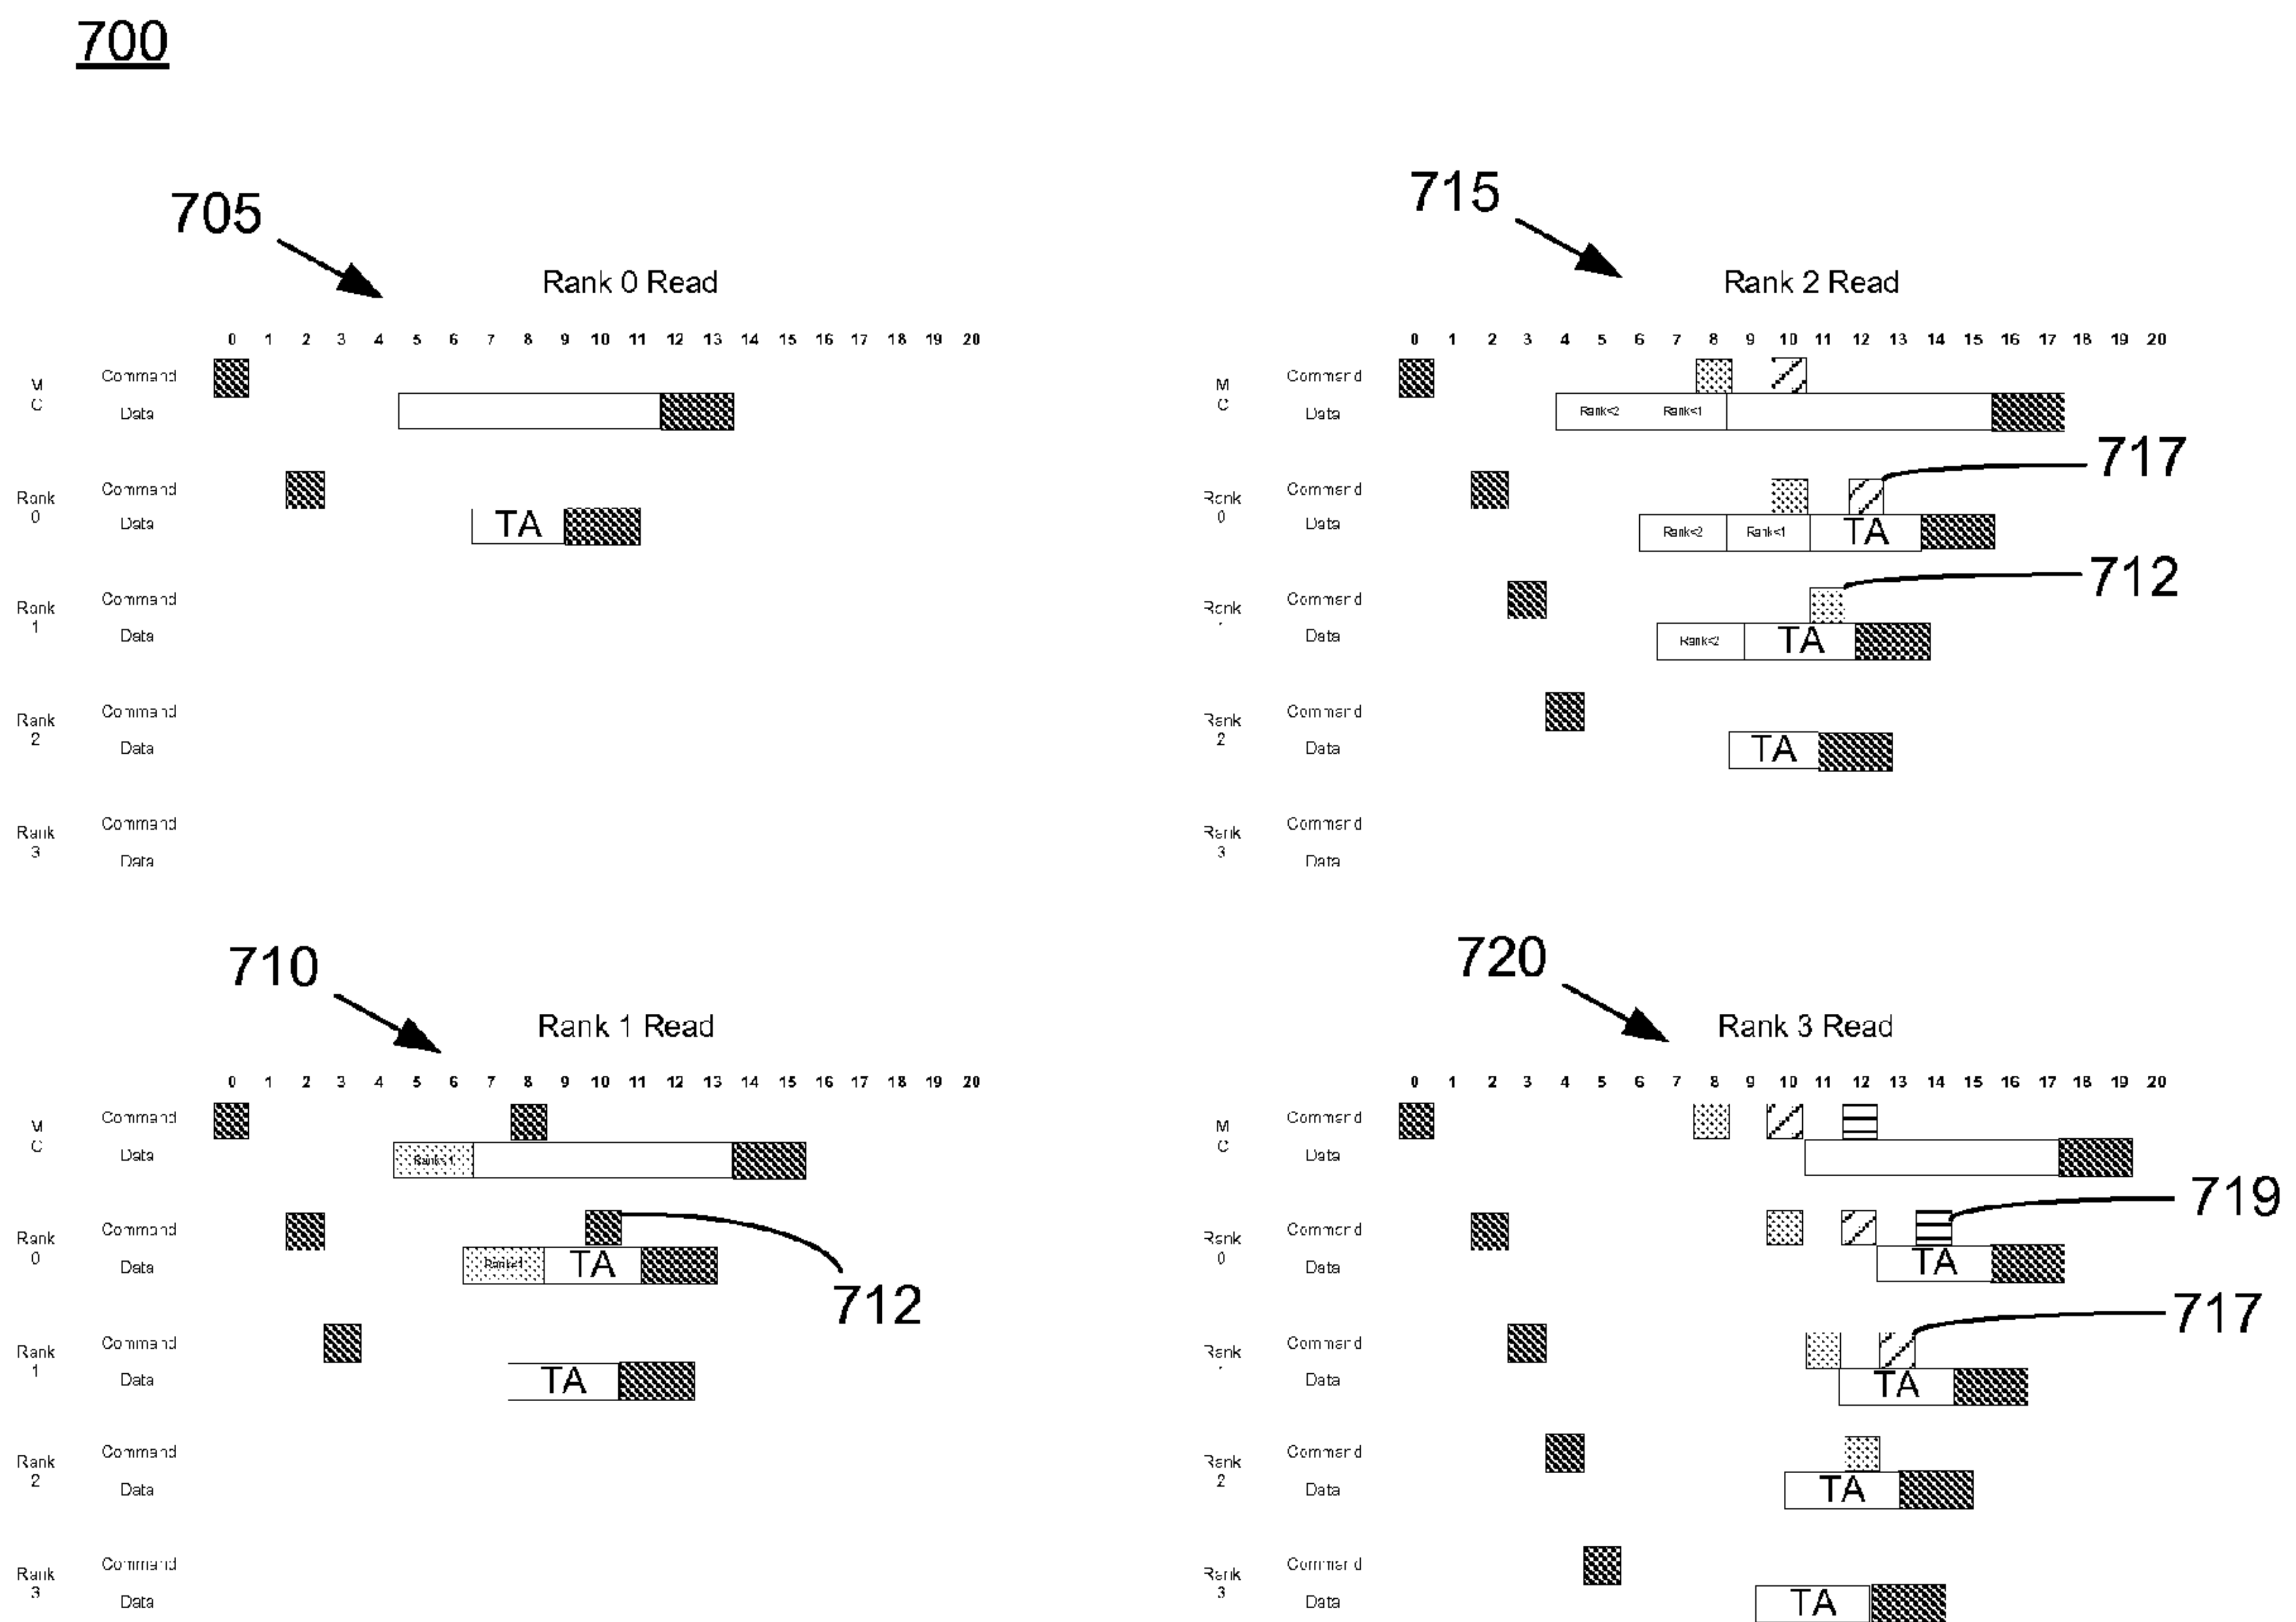 700
705
Rank 0 Read
0 1 2 3 4 5 6 7 8 9 10 11 12 13 14 15 16 17 18 19 20
M C
Command
Data
Rank 0
Command
Data
TA
Rank 1
Command
Data
Rank 2
Command
Data
Rank 3
Command
Data
715
Rank 2 Read
0 1 2 3 4 5 6 7 8 9 10 11 12 13 14 15 16 17 18 19 20
M C
Command
Data
Rank<2 Rank<1
717
Rank 0
Command
Data
Rank<2 Rank<1 TA
712
Rank
Command
Data
Rank<2 TA
Rank 2
Command
Data
TA
Rank 3
Command
Data
710
Rank 1 Read
0 1 2 3 4 5 6 7 8 9 10 11 12 13 14 15 16 17 18 19 20
M C
Command
Data
Rank<1
Rank 0
Command
Data
Rank<1 TA
712
Rank 1
Command
Data
TA
Rank 2
Command
Data
Rank 3
Command
Data
720
Rank 3 Read
0 1 2 3 4 5 6 7 8 9 10 11 12 13 14 15 16 17 18 19 20
M C
Command
Data
719
Rank 0
Command
Data
TA
717
Rank
Command
Data
TA
Rank 2
Command
Data
TA
Rank 3
Command
Data
TA